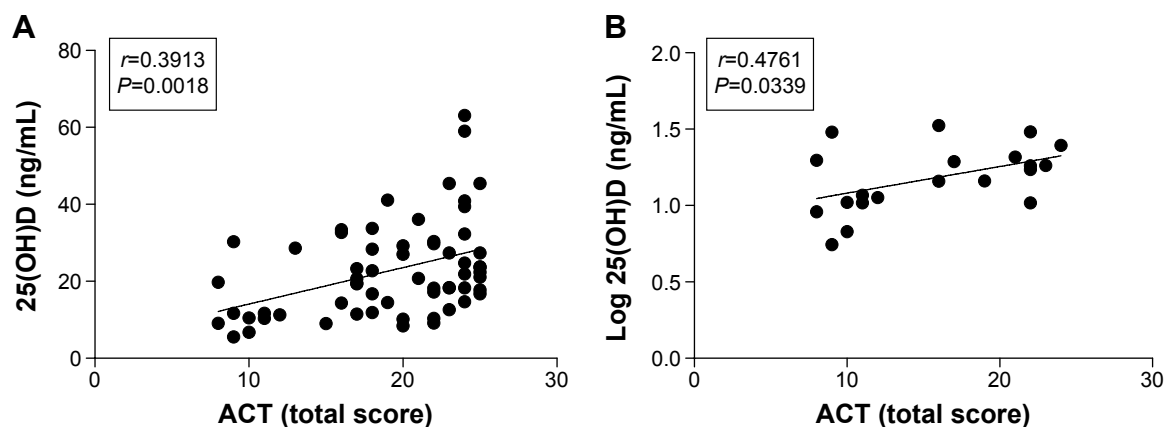 A
r=0.3913
P=0.0018
25(OH)D (ng/mL)
80
60
40
20
0
0
10
20
30
ACT (total score)
B
r=0.4761
P=0.0339
Log 25(OH)D (ng/mL)
2.0
1.5
1.0
0.5
0.0
0
10
20
30
ACT (total score)